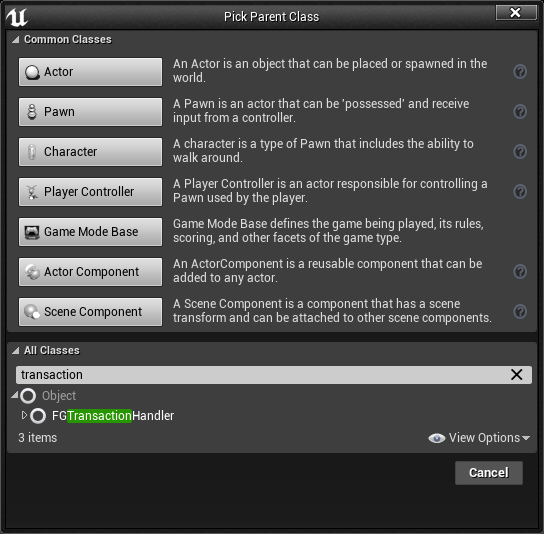 Pick Parent Class
Common Classes
Actor
An Actor is an object that can be placed or spawned in the
world.
Pawn
A Pawn is an actor that can be 'possessed' and receive
input from a controller.
Character
A character is a type of Pawn that includes the ability to
walk around.
Player Controller
A Player Controller is an actor responsible for controlling a
Pawn used by the player.
Game Mode Base
Game Mode Base defines the game being played, its rules,
scoring, and other facets of the game type.
Actor Component
An ActorComponent is a reusable component that can be
added to any actor.
Scene Component
A Scene Component is a component that has a scene
transform and can be attached to other scene components.
All Classes
transaction
Object
FGTransactionHandler
3 items
View Options
Cancel